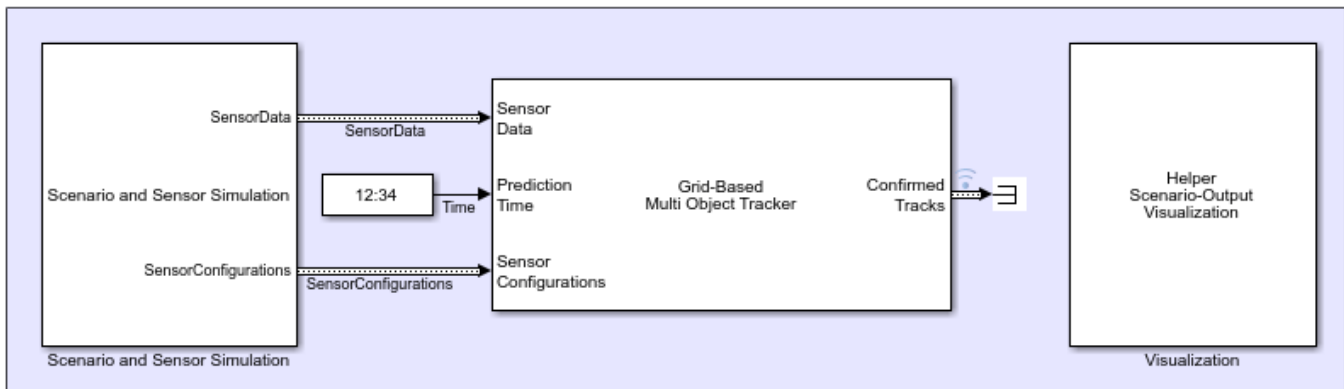 SensorData
SensorData
Scenario and Sensor Simulation
SensorConfigurations
SensorConfigurations
Scenario and Sensor Simulation
12:34
Time
Sensor
Data
Prediction
Time
Sensor
Configurations
Grid-Based
Multi Object Tracker
Confirmed
Tracks
Helper
Scenario-Output
Visualization
Visualization